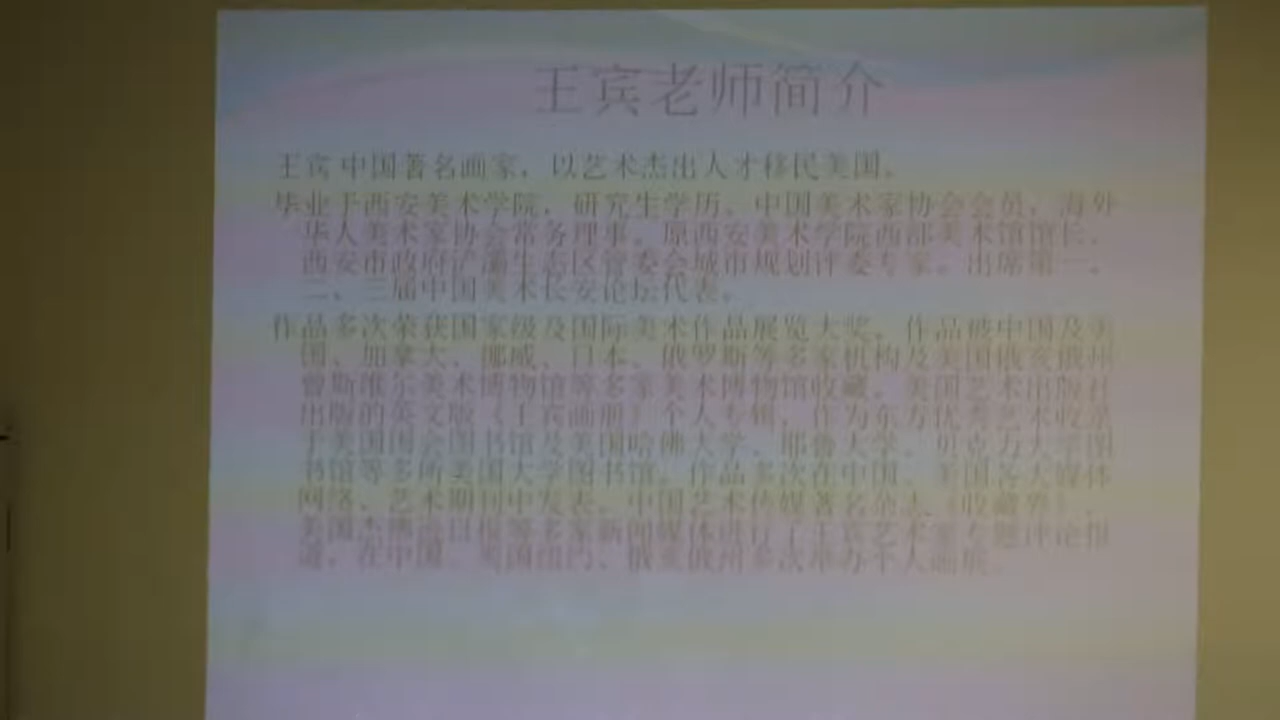 王宾老师简介
王宾 中国著名画家，以艺术杰出人才移民美国。
毕业于西安美术学院，研究生学历。中国美术家协会会员，海外
华人美术家协会常务理事。原西安美术学院西部美术馆馆长，
西安市政府浐灞生态区管委会城市规划评委专家。出席第一、
二、三届中国美术长安论坛代表。
作品多次荣获国家级及国际美术作品展览大奖。作品被中国及美
国、加拿大、挪威、日本、俄罗斯等多家机构及美国俄亥俄州
曾斯维尔美术博物馆等多家美术博物馆收藏。美国艺术出版社
出版的英文版《王宾画册》个人专辑，作为东方优秀艺术收录
于美国国会图书馆及美国哈佛大学、耶鲁大学、贝克力大学图
书馆等多所美国大学图书馆。作品多次在中国、美国各大媒体
网络、艺术期刊中发表。中国艺术传媒著名杂志《收藏界》、
美国 日报等多家新闻媒体进行了王宾艺术 专题评论报
道。在中国、美国纽约、俄亥俄州多次举办个人画展。